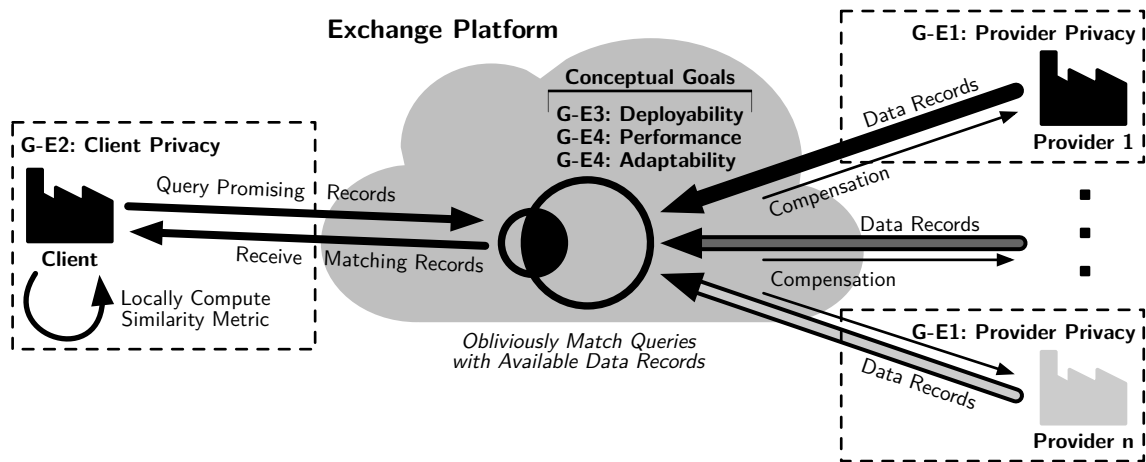 Exchange Platform
Conceptual Goals
G-E3: Deployability
G-E4: Performance
G-E4: Adaptability
G-E2: Client Privacy
Client
Locally Compute
Similarity Metric
Query Promising Records
Receive Matching Records
Obliviously Match Queries
with Available Data Records
G-E1: Provider Privacy
Provider 1
Data Records
Compensation
Data Records
Compensation
G-E1: Provider Privacy
Data Records
Provider n